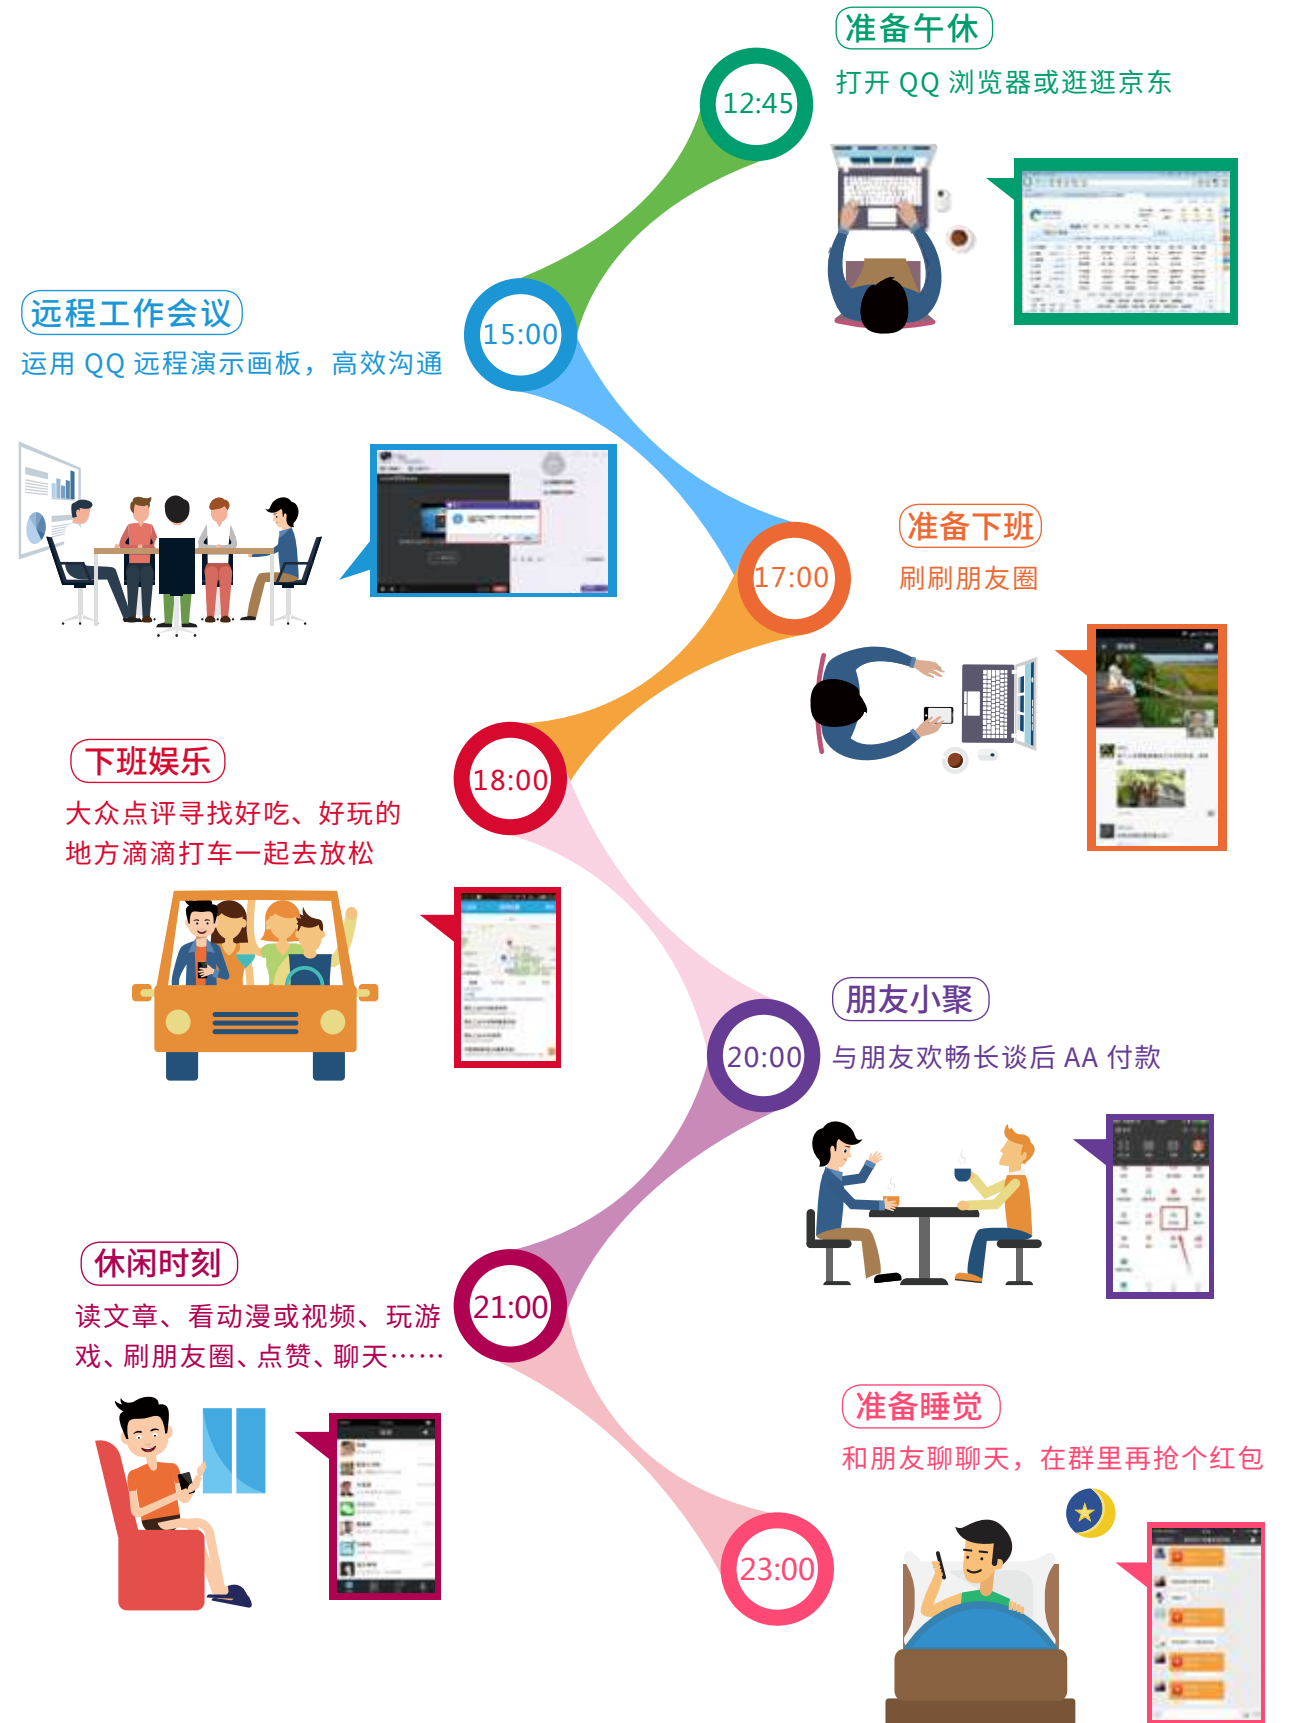 准备午休
打开 QQ 浏览器或逛逛京东
12:45
远程工作会议
运用 QQ 远程演示画板，高效沟通
15:00
准备下班
刷刷朋友圈
17:00
下班娱乐
大众点评寻找好吃、好玩的
地方滴滴打车一起去放松
18:00
朋友小聚
与朋友欢畅长谈后 AA 付款
20:00
休闲时刻
读文章、看动漫或视频、玩游
戏、刷朋友圈、点赞、聊天……
21:00
准备睡觉
和朋友聊聊天，在群里再抢个红包
23:00